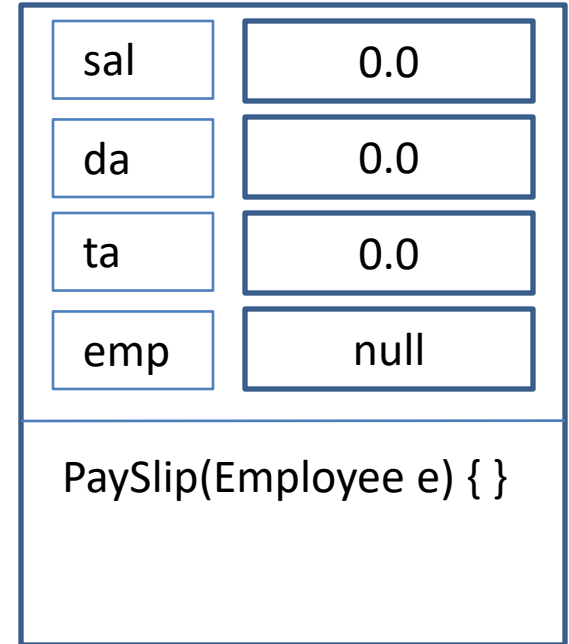 sal 0.0
da 0.0
ta 0.0
emp null
PaySlip(Employee e) { }